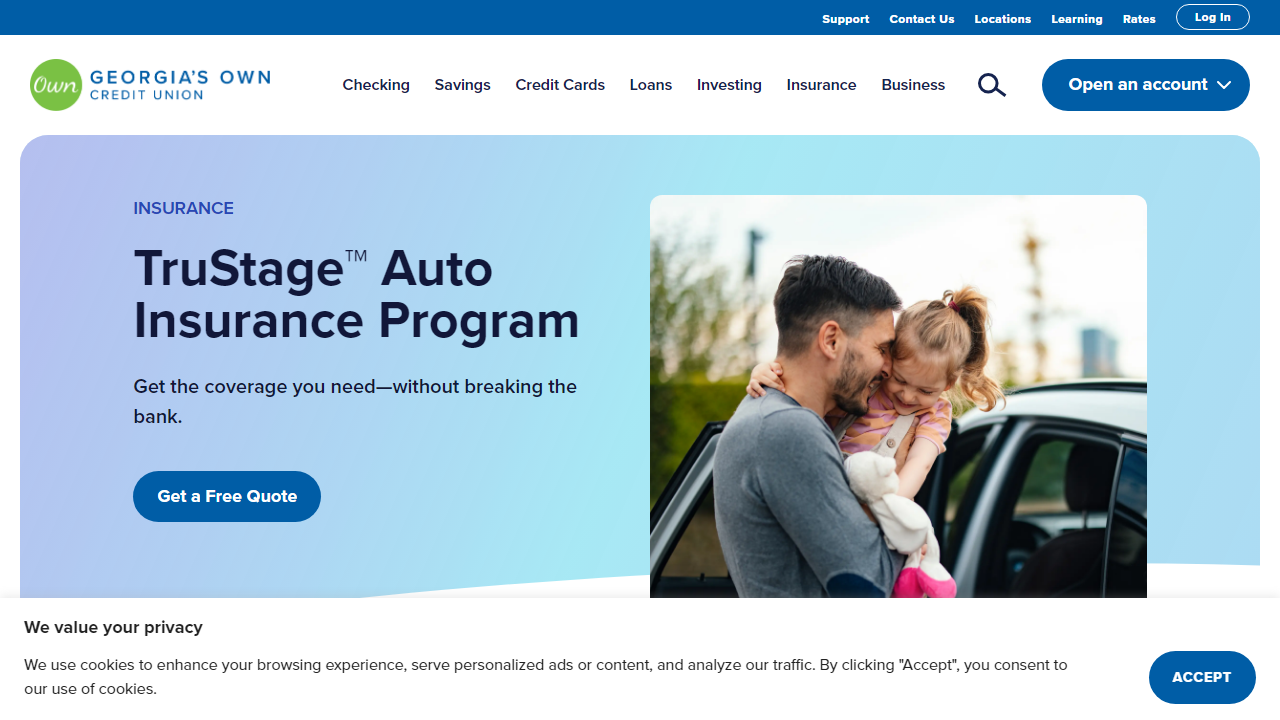 Support Contact Us Locations Learning Rates Log In
Own GEORGIA'S OWN
CREDIT UNION
Checking Savings Credit Cards Loans Investing Insurance Business Open an account
INSURANCE
TruStage™ Auto
Insurance Program
Get the coverage you need—without breaking the
bank.
Get a Free Quote
We value your privacy
We use cookies to enhance your browsing experience, serve personalized ads or content, and analyze our traffic. By clicking "Accept", you consent to
our use of cookies.
ACCEPT